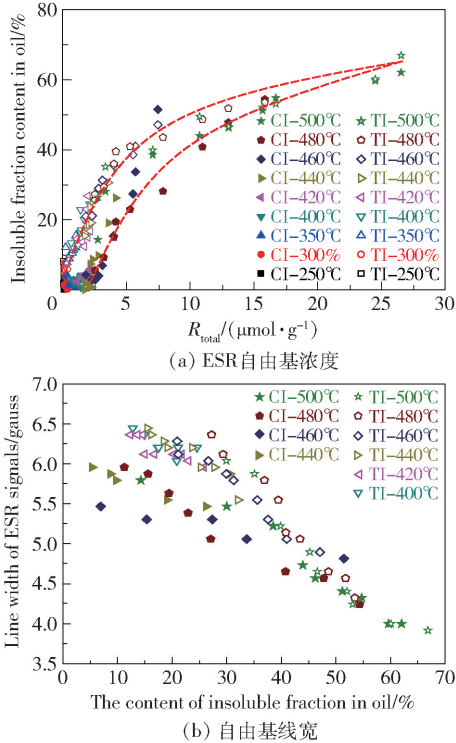 80
60
40
20
0
Insoluble fraction content in oil/%
CI-500℃ TI-500℃
CI-480℃ TI-480℃
CI-460℃ TI-460℃
CI-440℃ TI-440℃
CI-420℃ TI-420℃
CI-400℃ TI-400℃
CI-350℃ TI-350℃
CI-300% TI-300%
CI-250℃ TI-250℃
0 5 10 15 20 25 30
Rtotal/(μmol·g⁻¹)
(a) ESR自由基浓度
7.0
6.5
6.0
5.5
5.0
4.5
4.0
3.5
Line width of ESR signals/gauss
CI-500℃ TI-500℃
CI-480℃ TI-480℃
CI-460℃ TI-460℃
CI-440℃ TI-440℃
TI-420℃
TI-400℃
0 10 20 30 40 50 60 70
The content of insoluble fraction in oil/%
(b) 自由基线宽